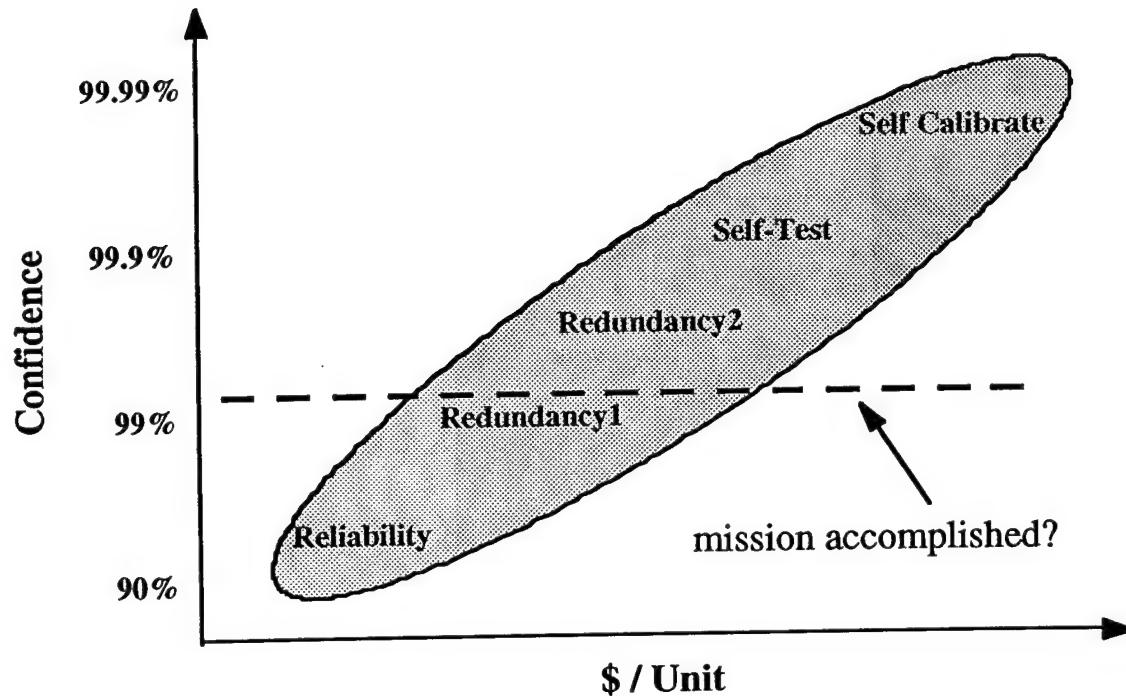 99.99%
Self Calibrate
Self-Test
99.9%
Redundancy2
Confidence
Redundancy1
99%
Reliability
mission accomplished?
90%
$ / Unit